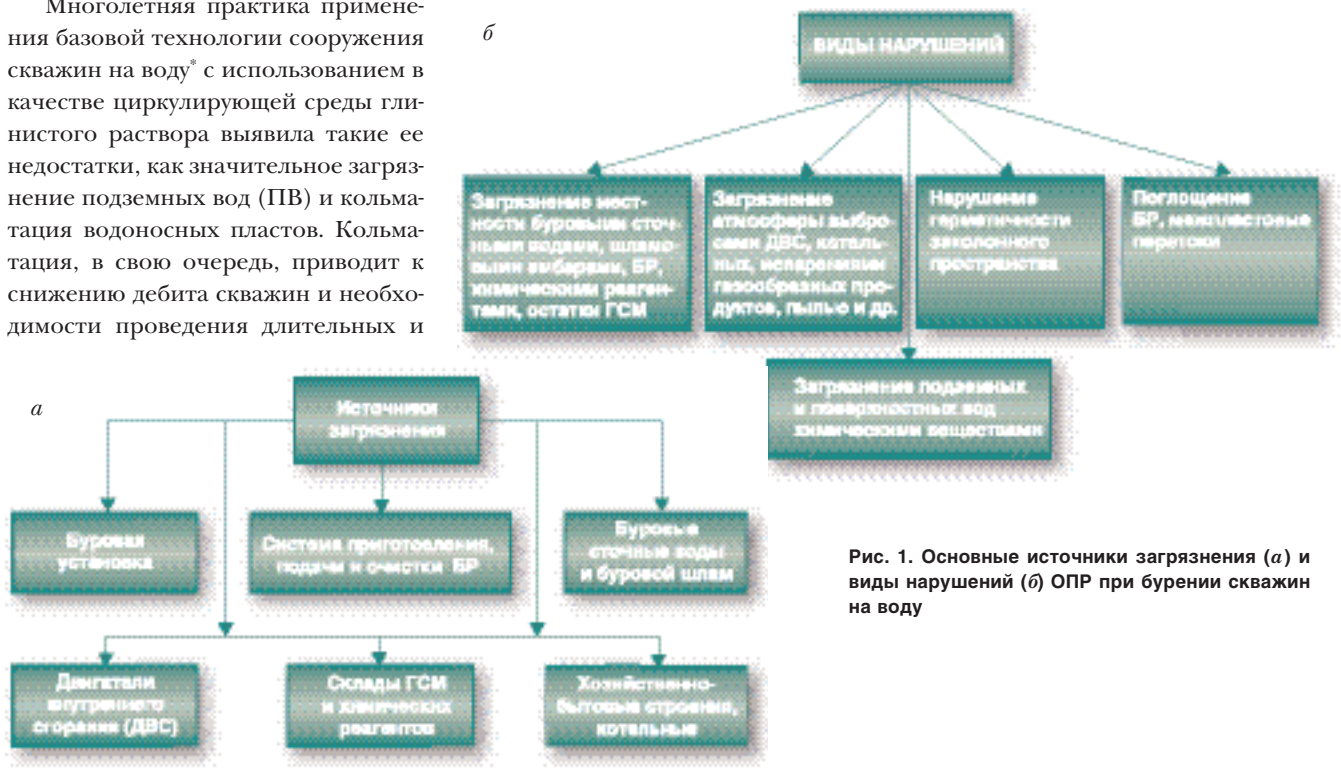 Многолетняя практика примене-
ния базовой технологии сооружения
скважин на воду* с использованием в
качестве циркулирующей среды гли-
нистого раствора выявила такие ее
недостатки, как значительное загряз-
нение подземных вод (ПВ) и кольма-
тация водоносных пластов. Кольма-
тация, в свою очередь, приводит к
снижению дебита скважин и необхо-
димости проведения длительных и
б
ВИДЫ НАРУШЕНИЙ
Загрязнение мест-
ности буровыми сточ-
ными водами, шламо-
выми амбарами, БР,
химическими реаген-
тами, остатки ГСМ
Загрязнение
атмосферы выбро-
сами ДВС, котель-
ных, испарениями
газообразных про-
дуктов, пылью и др.
Нарушение
герметичности
заколонного
пространства
Поглощение
БР, межпластовые
перетоки
Загрязнение подземных
и поверхностных вод
химическими веществами
а
Источники
загрязнения
Буровая
установка
Система приготовления,
подачи и очистки БР
Буровые
сточные воды
и буровой шлам
Двигатели
внутреннего
сгорания (ДВС)
Склады ГСМ
и химических
реагентов
Хозяйственно-
бытовые строения,
котельные
Рис. 1. Основные источники загрязнения (а) и
виды нарушений (б) ОПР при бурении скважин
на воду